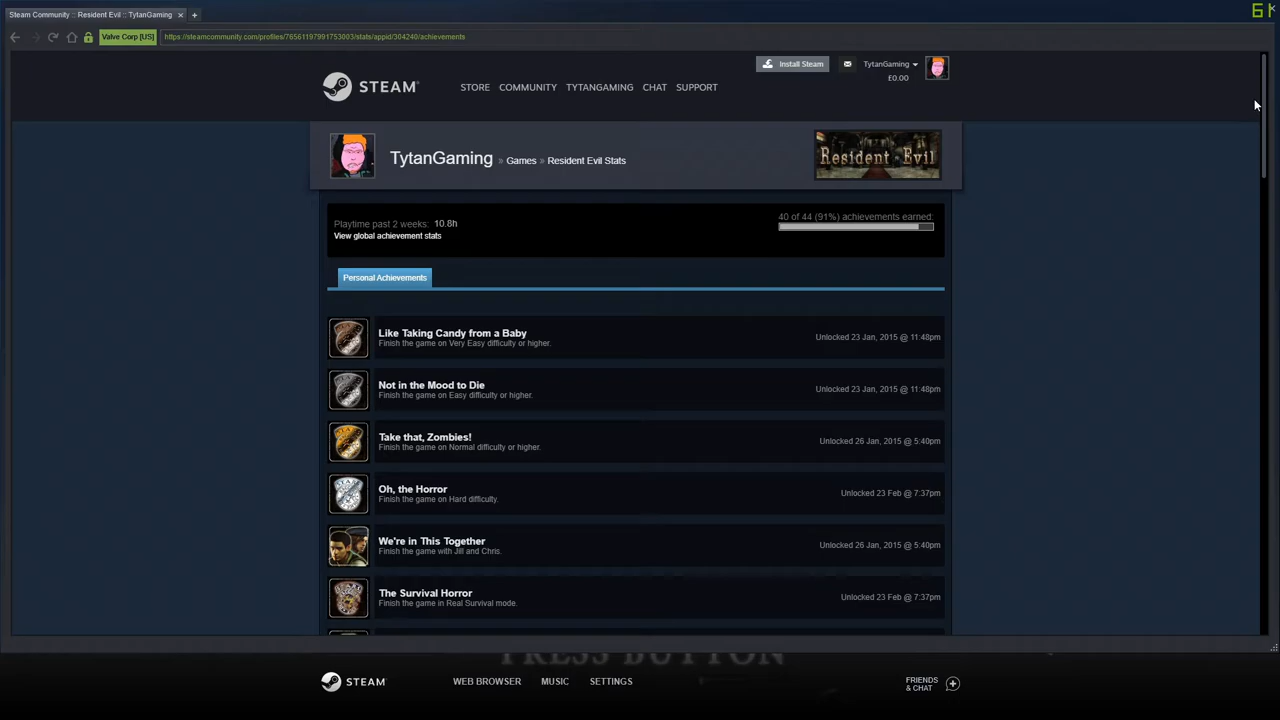 Steam Community :: Resident Evil :: TytanGaming × +
61
Valve Corp [US] https://steamcommunity.com/profiles/76561197991753003/stats/appid/304240/achievements
Install Steam
TytanGaming
£0.00
STEAM®
STORE COMMUNITY TYTANGAMING CHAT SUPPORT
TytanGaming » Games » Resident Evil Stats
Resident Evil
Playtime past 2 weeks: 10.8h
View global achievement stats
40 of 44 (91%) achievements earned:
Personal Achievements
Like Taking Candy from a Baby
Finish the game on Very Easy difficulty or higher.
Unlocked 23 Jan, 2015 @ 11:48pm
Not in the Mood to Die
Finish the game on Easy difficulty or higher.
Unlocked 23 Jan, 2015 @ 11:48pm
Take that, Zombies!
Finish the game on Normal difficulty or higher.
Unlocked 26 Jan, 2015 @ 5:40pm
Oh, the Horror
Finish the game on Hard difficulty.
Unlocked 23 Feb @ 7:37pm
We're in This Together
Finish the game with Jill and Chris.
Unlocked 26 Jan, 2015 @ 5:40pm
The Survival Horror
Finish the game in Real Survival mode.
Unlocked 23 Feb @ 7:37pm
PRESS BUTTON
STEAM®
WEB BROWSER MUSIC SETTINGS
FRIENDS
& CHAT